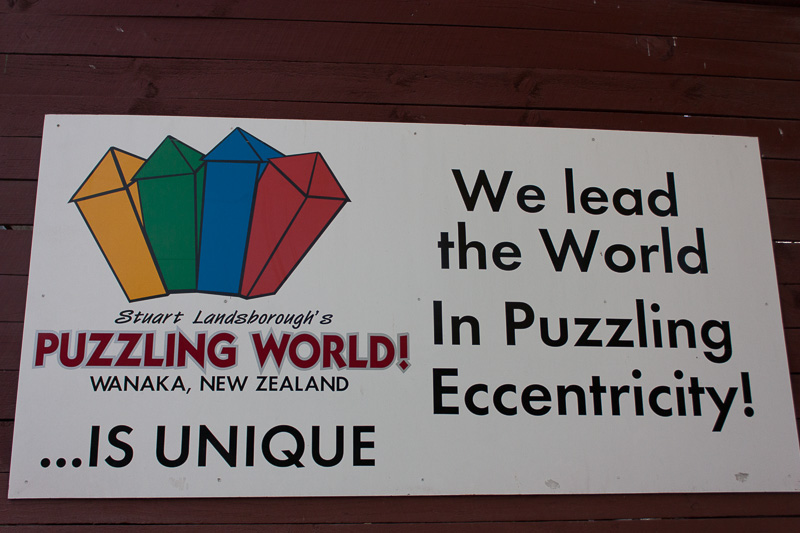 Stuart Landsborough's
PUZZLING WORLD!
WANAKA, NEW ZEALAND
...IS UNIQUE
We lead
the World
In Puzzling
Eccentricity!